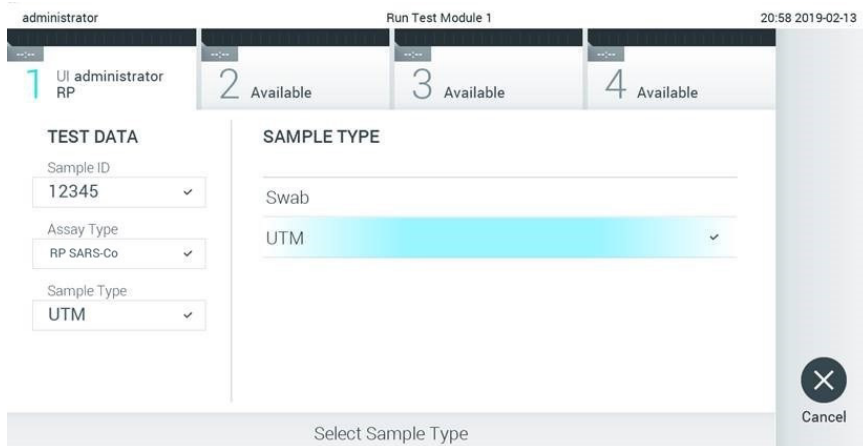 administrator
Run Test Module 1
20:58 2019-02-13
--:--
1 UI administrator
RP
--:--
2 Available
3 Available
--:--
4 Available
TEST DATA
Sample ID
12345
Assay Type
RP SARS-Co
Sample Type
UTM
SAMPLE TYPE
Swab
UTM
Select Sample Type
Cancel